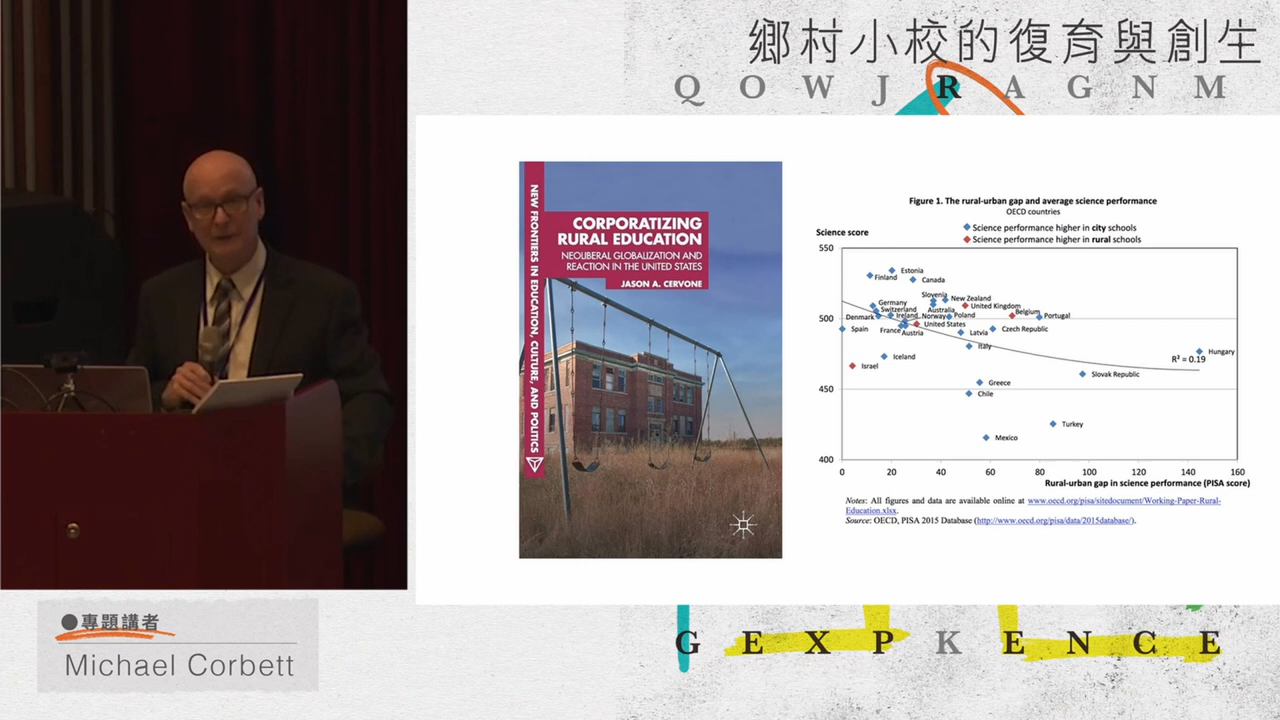 鄉村小校的復育與創生
Q O W J R A G N M
NEW FRONTIERS IN EDUCATION, CULTURE, AND POLITICS
CORPORATIZING
RURAL EDUCATION
NEOLIBERAL GLOBALIZATION AND
REACTION IN THE UNITED STATES
JASON A. CERVONE
Figure 1. The rural-urban gap and average science performance
OECD countries
Science score
Science performance higher in city schools
Science performance higher in rural schools
550
Estonia
Finland
Canada
Slovenia
New Zealand
Germany
United Kingdom
Switzerland
Australia
Belgium
Denmark
Ireland
Norway
Poland
Portugal
500
Spain
France
United States
Austria
Latvia
Czech Republic
Italy
Hungary
Iceland
R² = 0.19
Israel
Slovak Republic
450
Greece
Chile
Turkey
Mexico
400
0 20 40 60 80 100 120 140 160
Rural-urban gap in science performance (PISA score)
Notes: All figures and data are available online at www.oecd.org/pisa/sitedocument/Working-Paper-Rural-
Education.xlsx.
Source: OECD, PISA 2015 Database (http://www.oecd.org/pisa/data/2015database/).
●專題講者
Michael Corbett
G E X P K E N C E